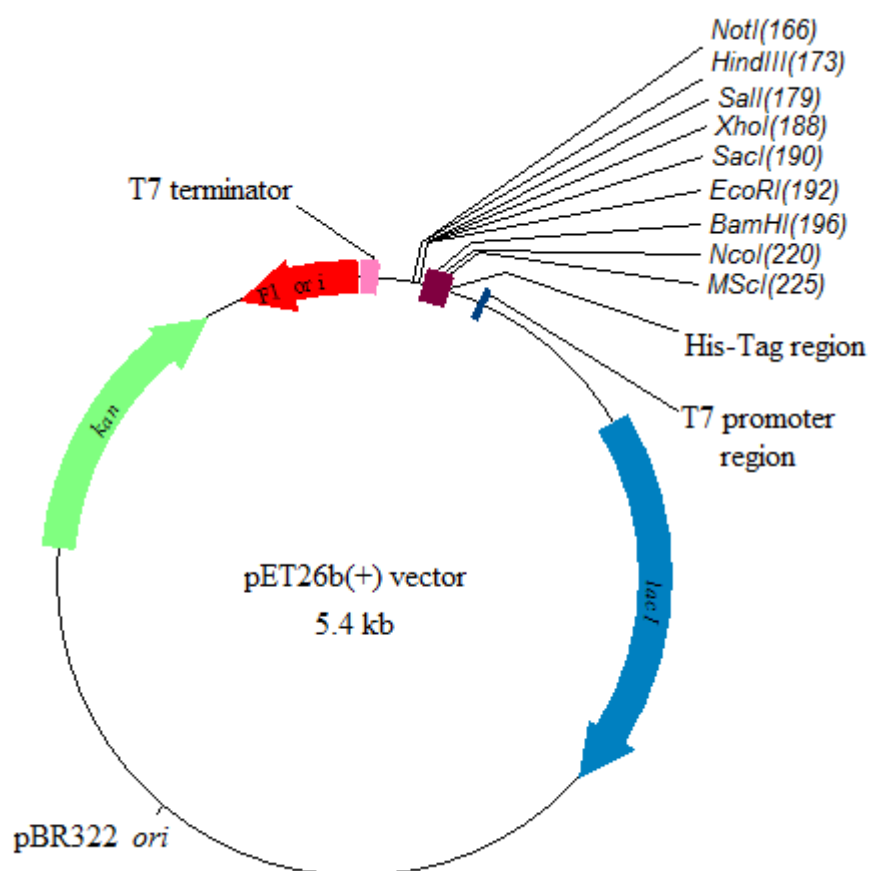 NotI(166)
HindIII(173)
SalI(179)
XhoI(188)
SacI(190)
EcoRI(192)
BamHI(196)
NcoI(220)
MScI(225)
T7 terminator
F1 ori
His-Tag region
T7 promoter
region
kan
lac I
pET26b(+) vector
5.4 kb
pBR322 ori